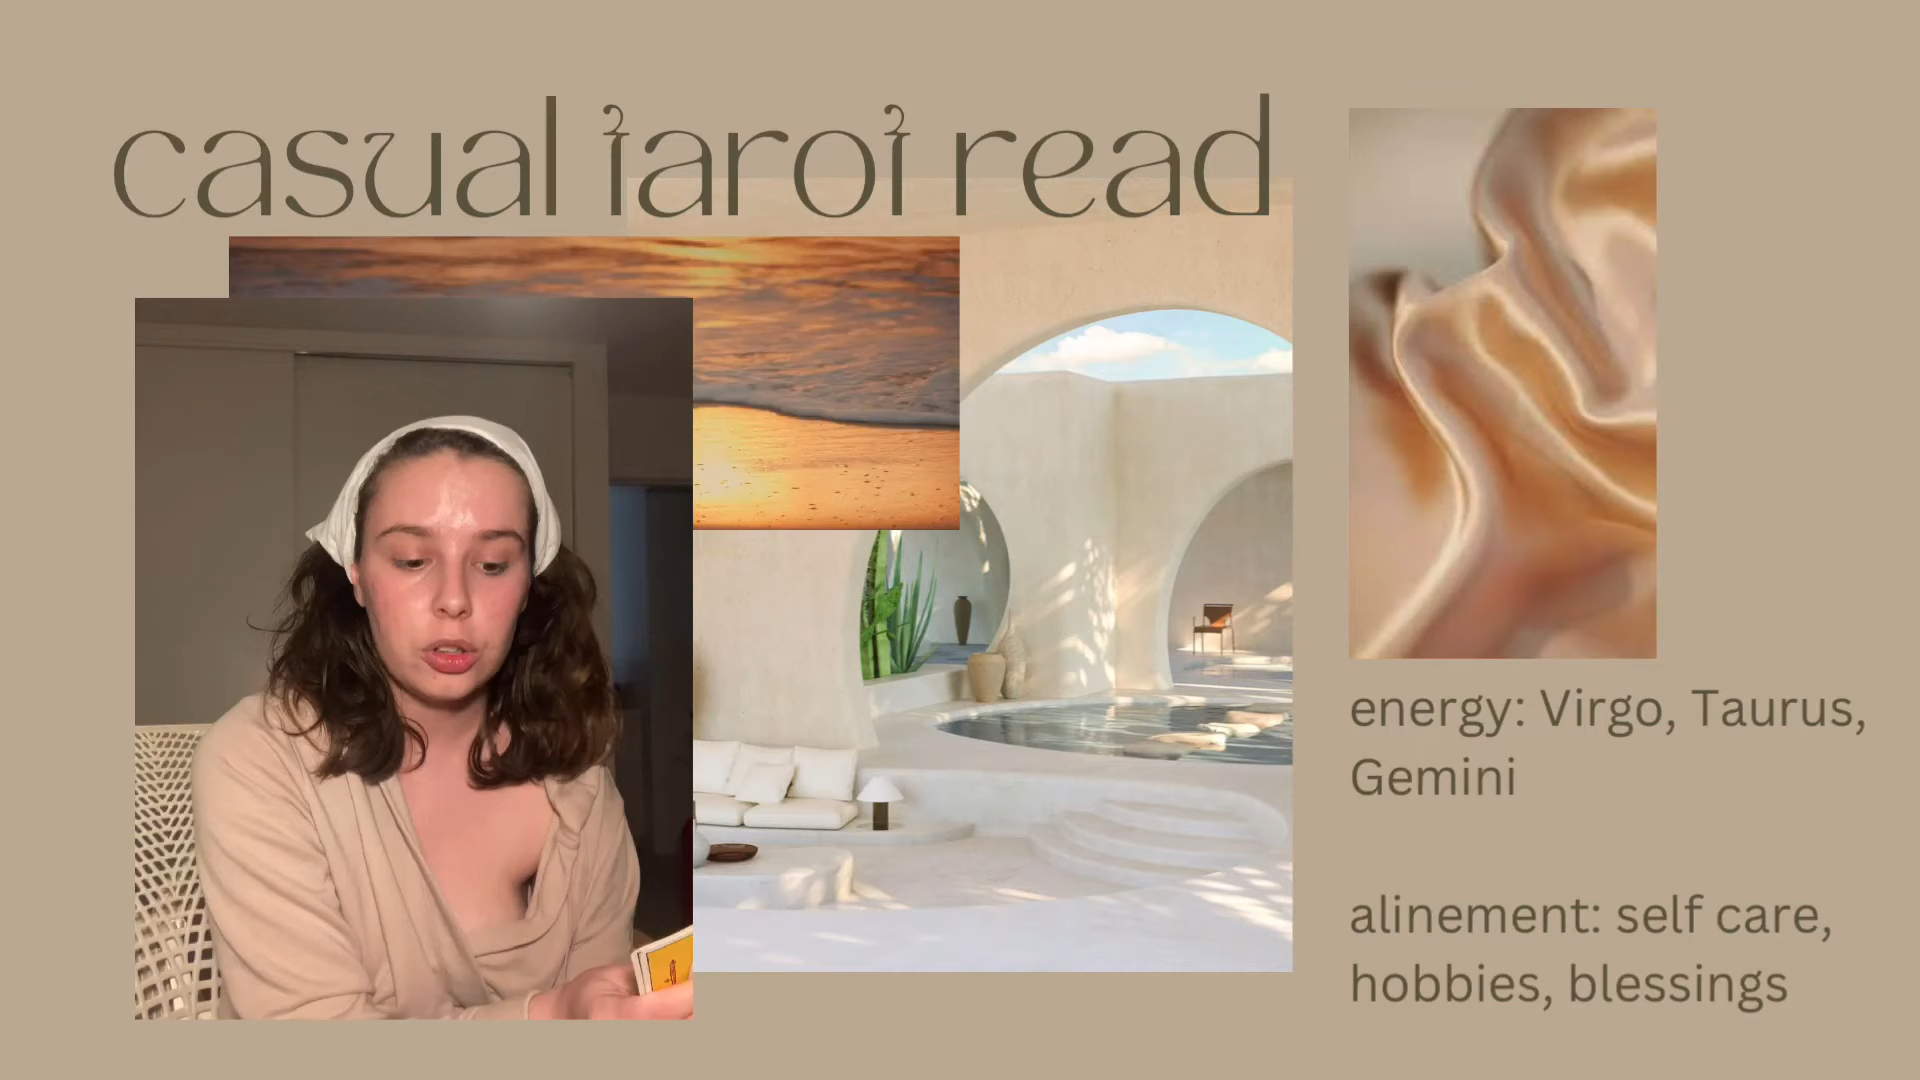 casual tarot read
energy: Virgo, Taurus,
Gemini
alinement: self care,
hobbies, blessings